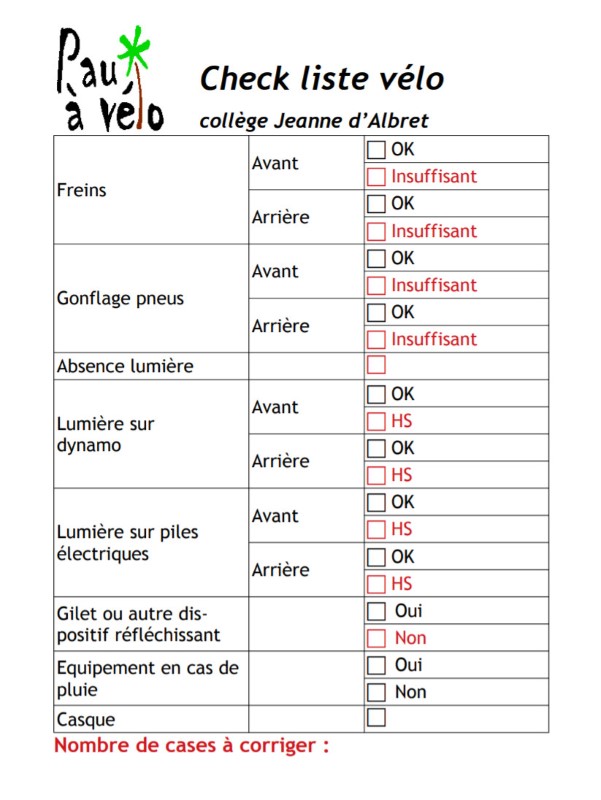 Pau
à vélo
Check liste vélo
collège Jeanne d’Albret
Freins
Avant
OK
Insuffisant
Arrière
OK
Insuffisant
Gonflage pneus
Avant
OK
Insuffisant
Arrière
OK
Insuffisant
Absence lumière
Lumière sur
dynamo
Avant
OK
HS
Arrière
OK
HS
Lumière sur piles
électriques
Avant
OK
HS
Arrière
OK
HS
Gilet ou autre dis-
positif réfléchissant
Oui
Non
Equipement en cas de
pluie
Oui
Non
Casque
Nombre de cases à corriger :